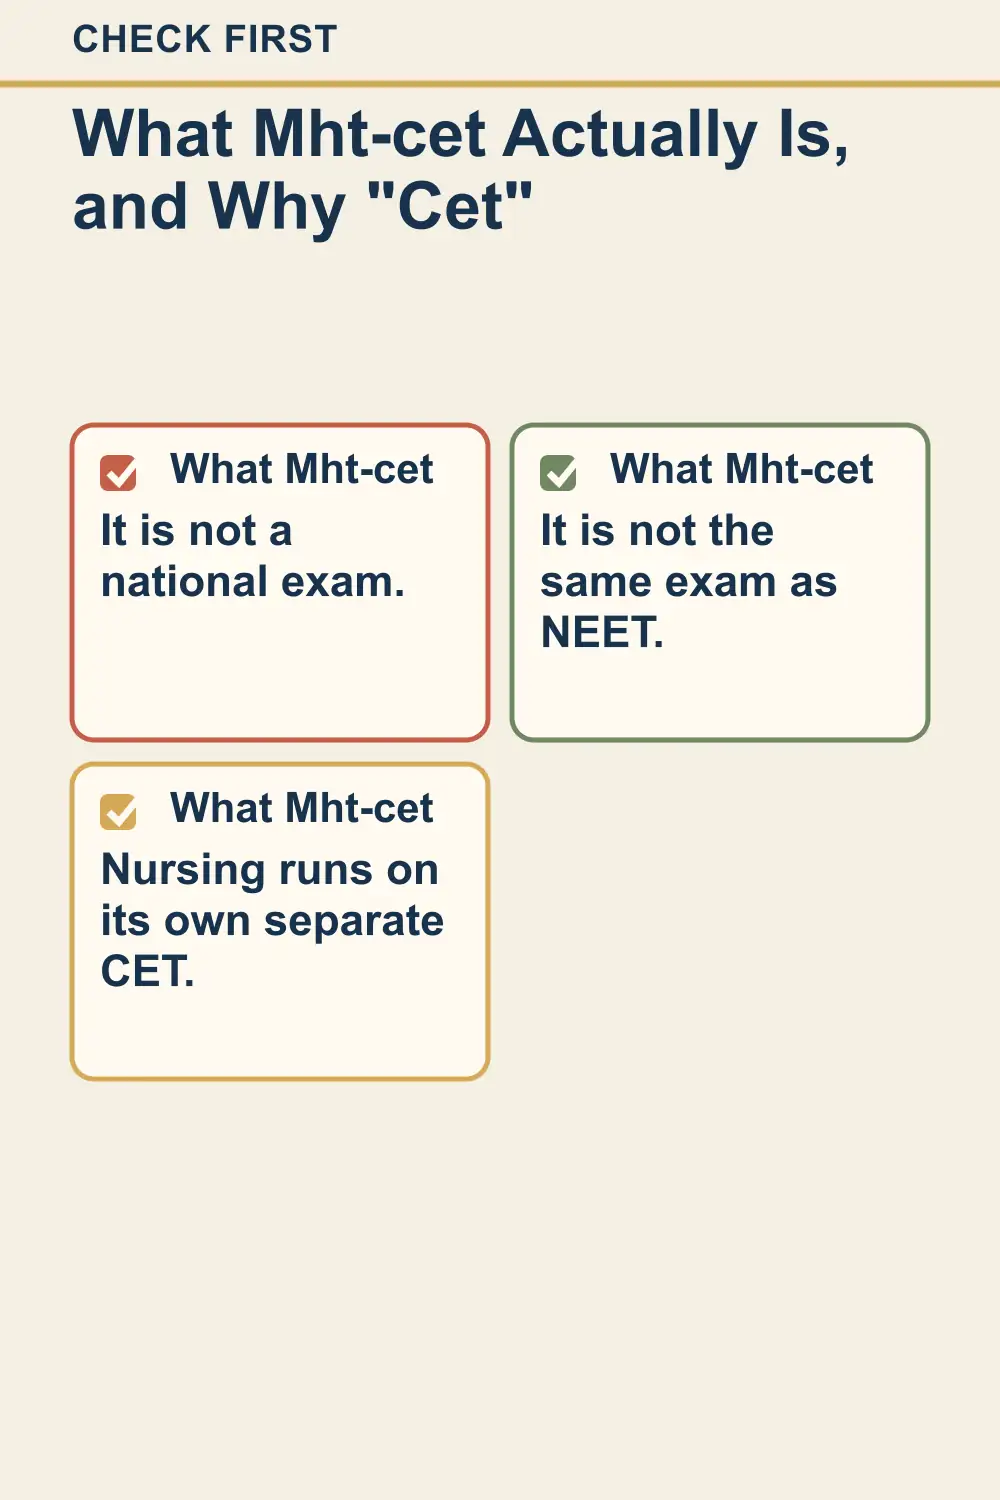 CHECK FIRST
What Mht-cet Actually Is,
and Why "Cet"
What Mht-cet
It is not a
national exam.
What Mht-cet
It is not the
same exam as
NEET.
What Mht-cet
Nursing runs on
its own separate
CET.